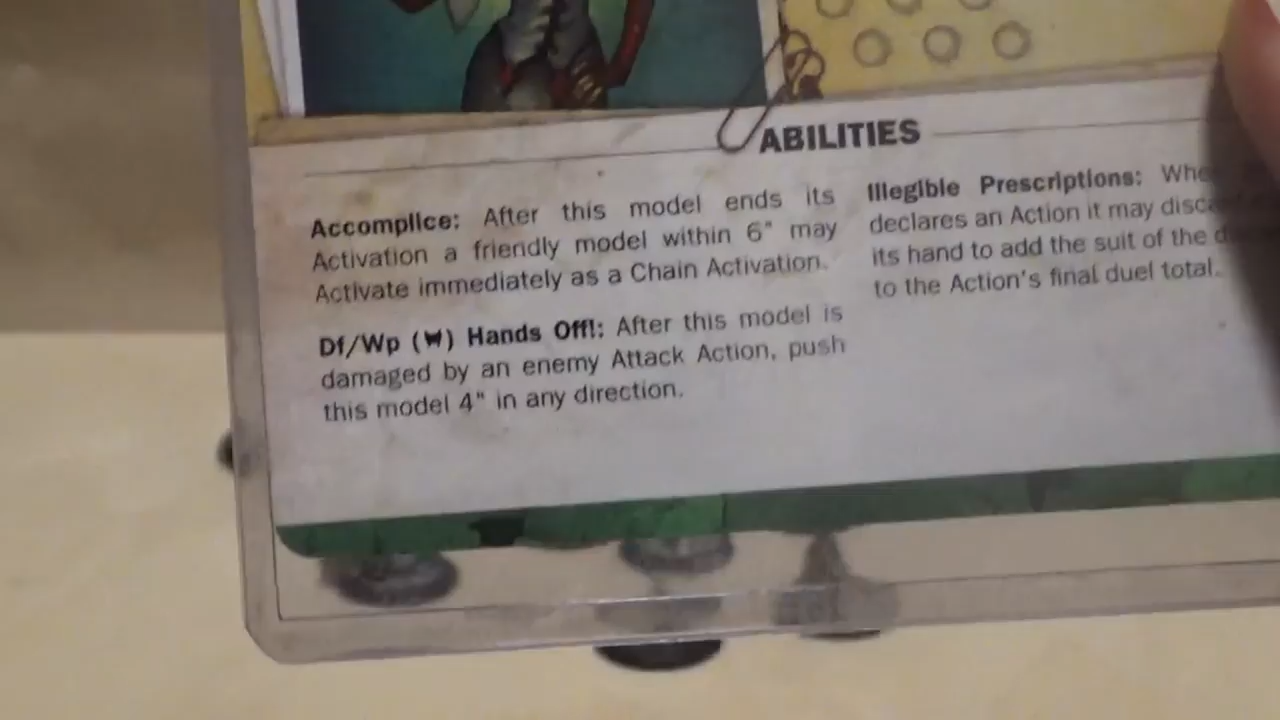 ABILITIES
Accomplice: After this model ends its
Activation a friendly model within 6" may
Activate immediately as a Chain Activation.
Df/Wp () Hands Off!: After this model is
damaged by an enemy Attack Action, push
this model 4" in any direction.
Illegible Prescriptions:
declares an Action it may
its hand to add the suit of the
to the Action's final duel total.